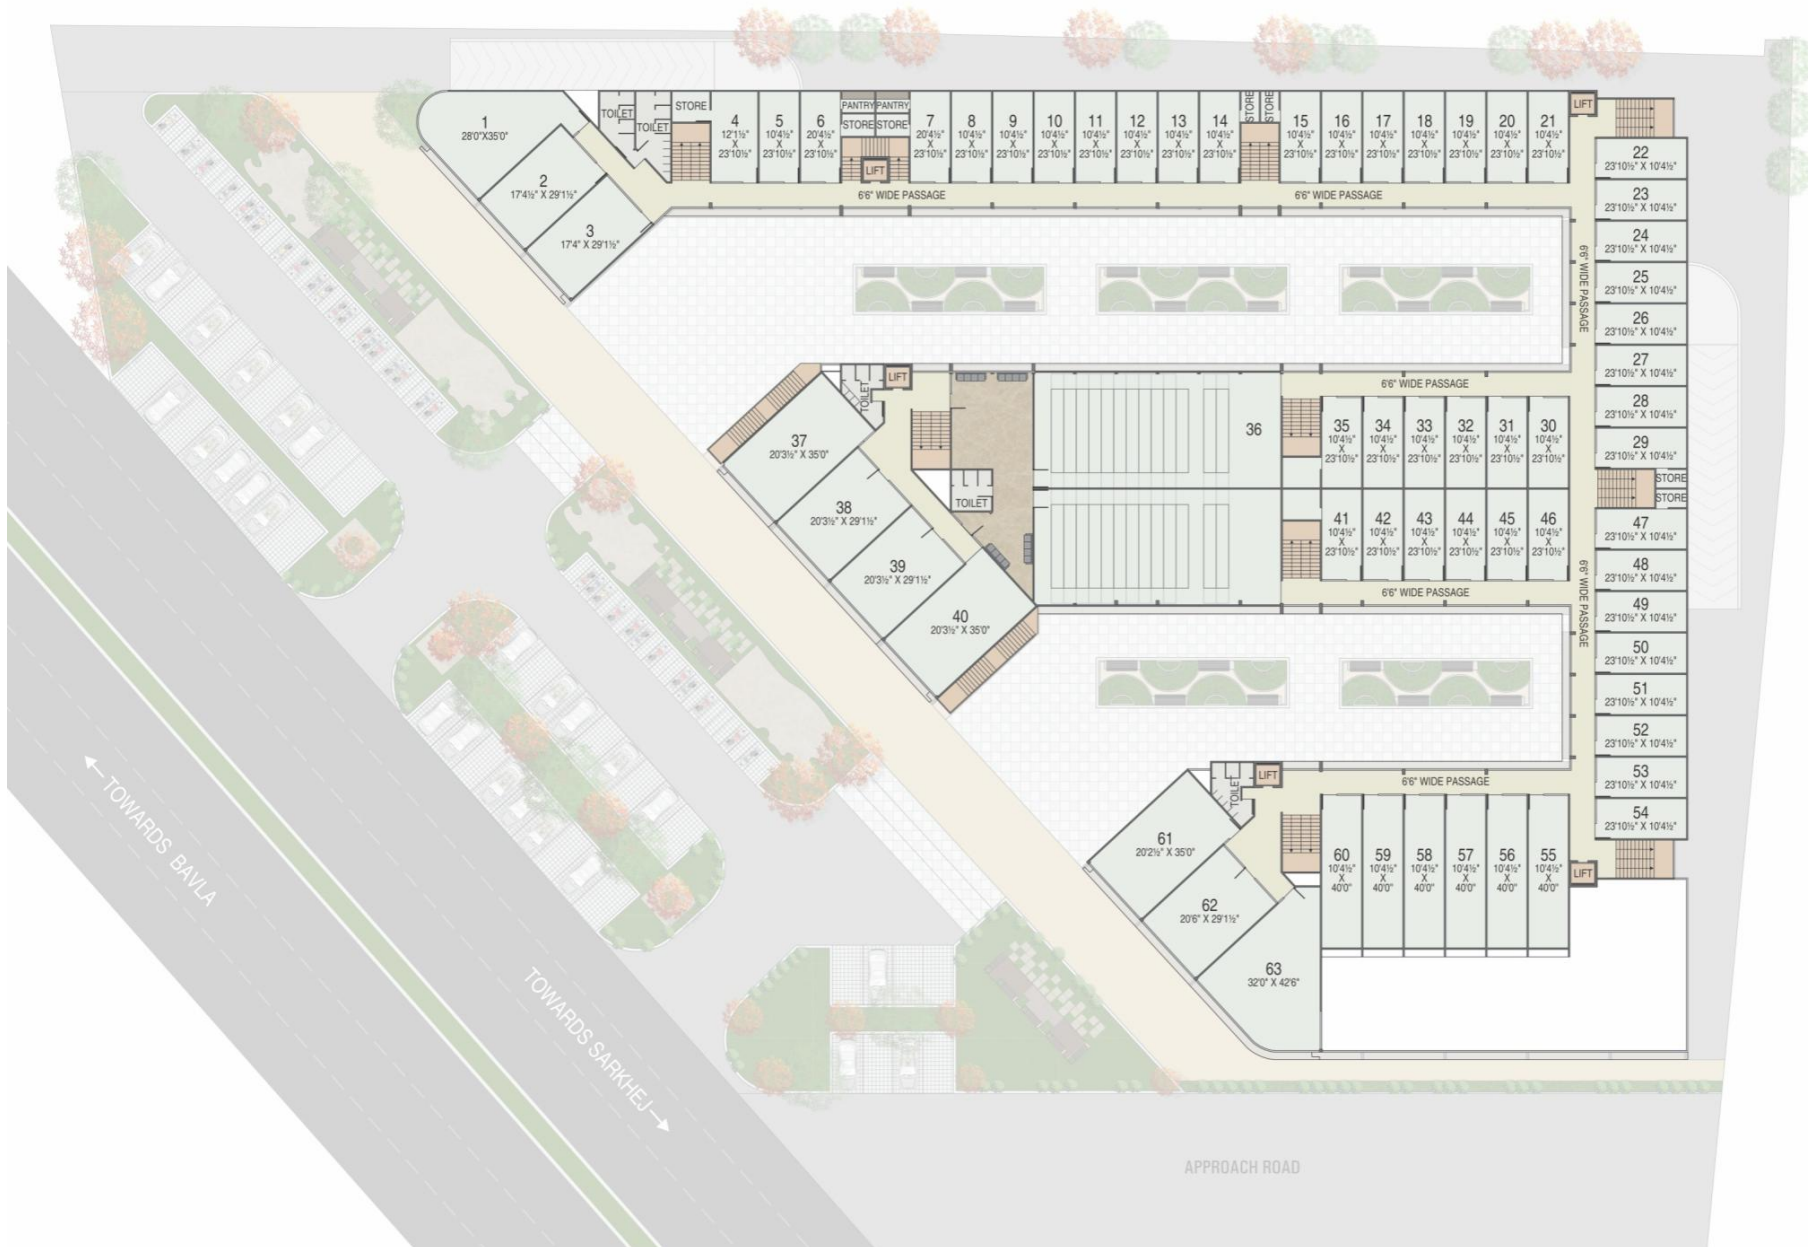 1
28'0"X35'0"
2
17'4½" X 29'1½"
3
17'4" X 29'1½"
TOILET
TOILET
STORE
4
12'1½"
X
23'10½"
5
10'4½"
X
23'10½"
6
20'4½"
X
23'10½"
PANTRY
PANTRY
STORE
STORE
LIFT
7
20'4½"
X
23'10½"
8
10'4½"
X
23'10½"
9
10'4½"
X
23'10½"
10
10'4½"
X
23'10½"
11
10'4½"
X
23'10½"
12
10'4½"
X
23'10½"
13
10'4½"
X
23'10½"
14
10'4½"
X
23'10½"
STORE
STORE
15
10'4½"
X
23'10½"
16
10'4½"
X
23'10½"
17
10'4½"
X
23'10½"
18
10'4½"
X
23'10½"
19
10'4½"
X
23'10½"
20
10'4½"
X
23'10½"
21
10'4½"
X
23'10½"
LIFT
6'6" WIDE PASSAGE
6'6" WIDE PASSAGE
22
23'10½" X 10'4½"
23
23'10½" X 10'4½"
24
23'10½" X 10'4½"
25
23'10½" X 10'4½"
26
23'10½" X 10'4½"
27
23'10½" X 10'4½"
28
23'10½" X 10'4½"
29
23'10½" X 10'4½"
6'6" WIDE PASSAGE
STORE
STORE
6'6" WIDE PASSAGE
35
10'4½"
X
23'10½"
34
10'4½"
X
23'10½"
33
10'4½"
X
23'10½"
32
10'4½"
X
23'10½"
31
10'4½"
X
23'10½"
30
10'4½"
X
23'10½"
36
LIFT
TOILET
TOILET
37
20'3½" X 35'0"
38
20'3½" X 29'1½"
39
20'3½" X 29'1½"
40
20'3½" X 35'0"
41
10'4½"
X
23'10½"
42
10'4½"
X
23'10½"
43
10'4½"
X
23'10½"
44
10'4½"
X
23'10½"
45
10'4½"
X
23'10½"
46
10'4½"
X
23'10½"
6'6" WIDE PASSAGE
6'6" WIDE PASSAGE
47
23'10½" X 10'4½"
48
23'10½" X 10'4½"
49
23'10½" X 10'4½"
50
23'10½" X 10'4½"
51
23'10½" X 10'4½"
52
23'10½" X 10'4½"
53
23'10½" X 10'4½"
54
23'10½" X 10'4½"
6'6" WIDE PASSAGE
LIFT
TOILET
LIFT
61
20'2½" X 35'0"
62
20'6" X 29'1½"
63
32'0" X 42'6"
60
10'4½"
X
40'0"
59
10'4½"
X
40'0"
58
10'4½"
X
40'0"
57
10'4½"
X
40'0"
56
10'4½"
X
40'0"
55
10'4½"
X
40'0"
TOWARDS BAVLA
TOWARDS SARKHEJ
APPROACH ROAD